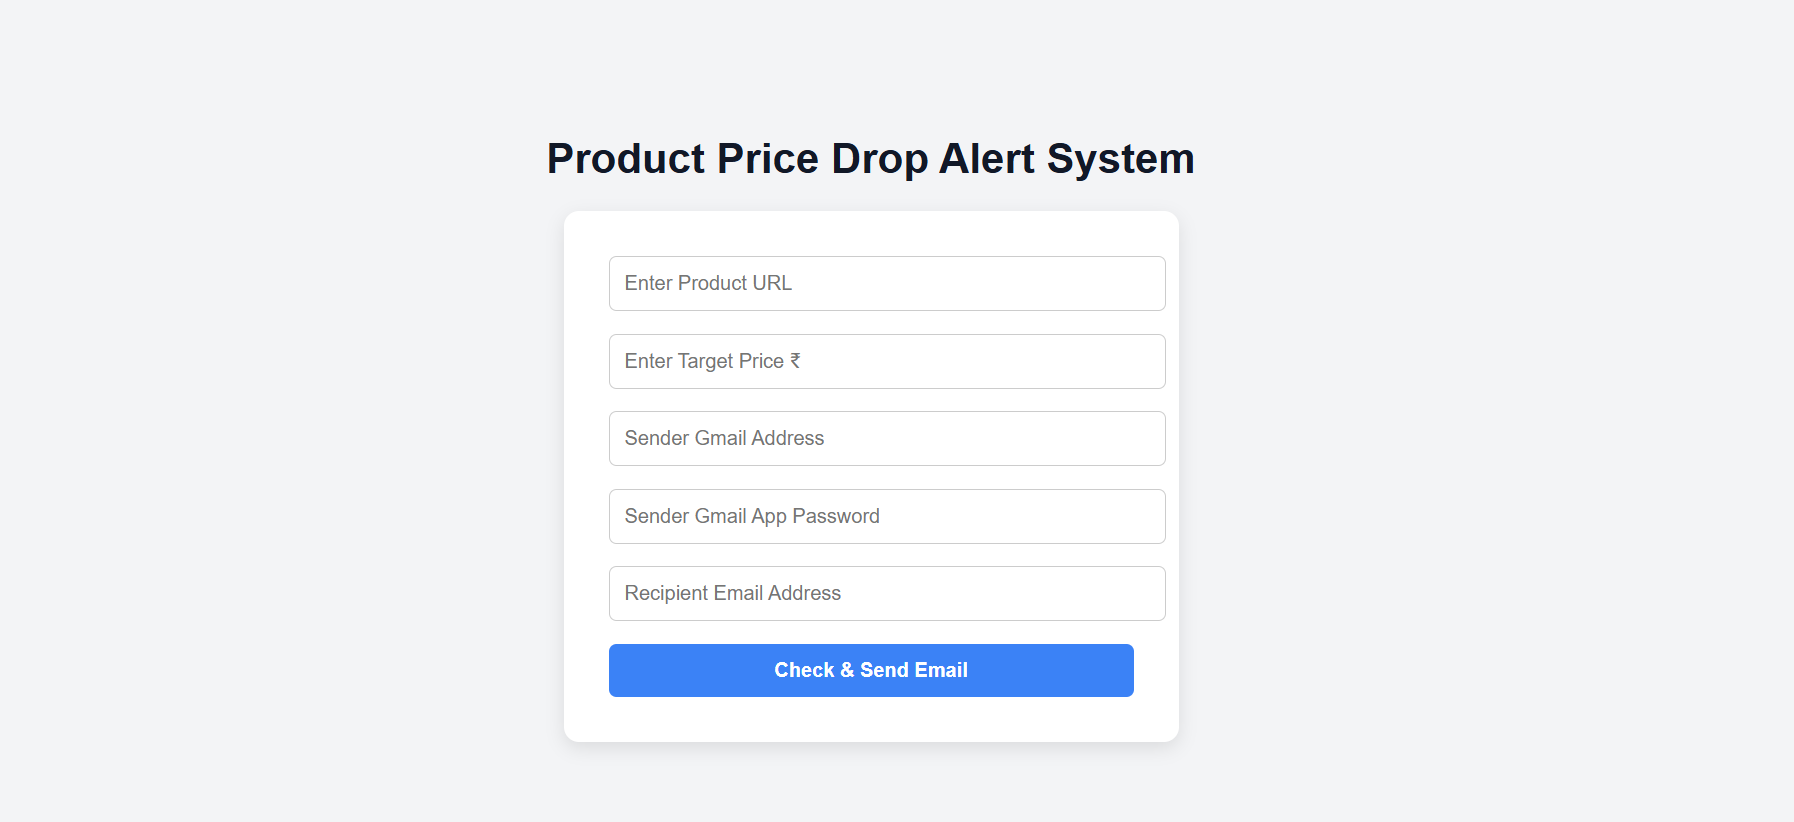 Product Price Drop Alert System
Enter Product URL
Enter Target Price ₹
Sender Gmail Address
Sender Gmail App Password
Recipient Email Address
Check & Send Email